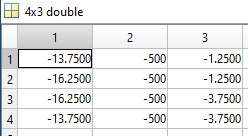 4x3 double
1 2 3
1 -13.7500 -500 -1.2500
2 -16.2500 -500 -1.2500
3 -16.2500 -500 -3.7500
4 -13.7500 -500 -3.7500